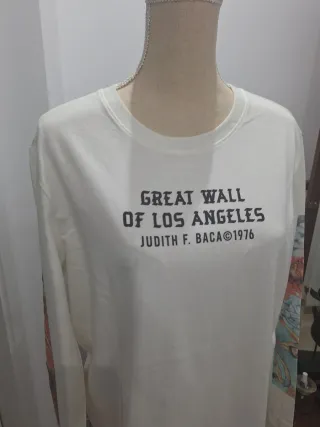 GREAT WALL
OF LOS ANGELES
JUDITH F. BACA©1976